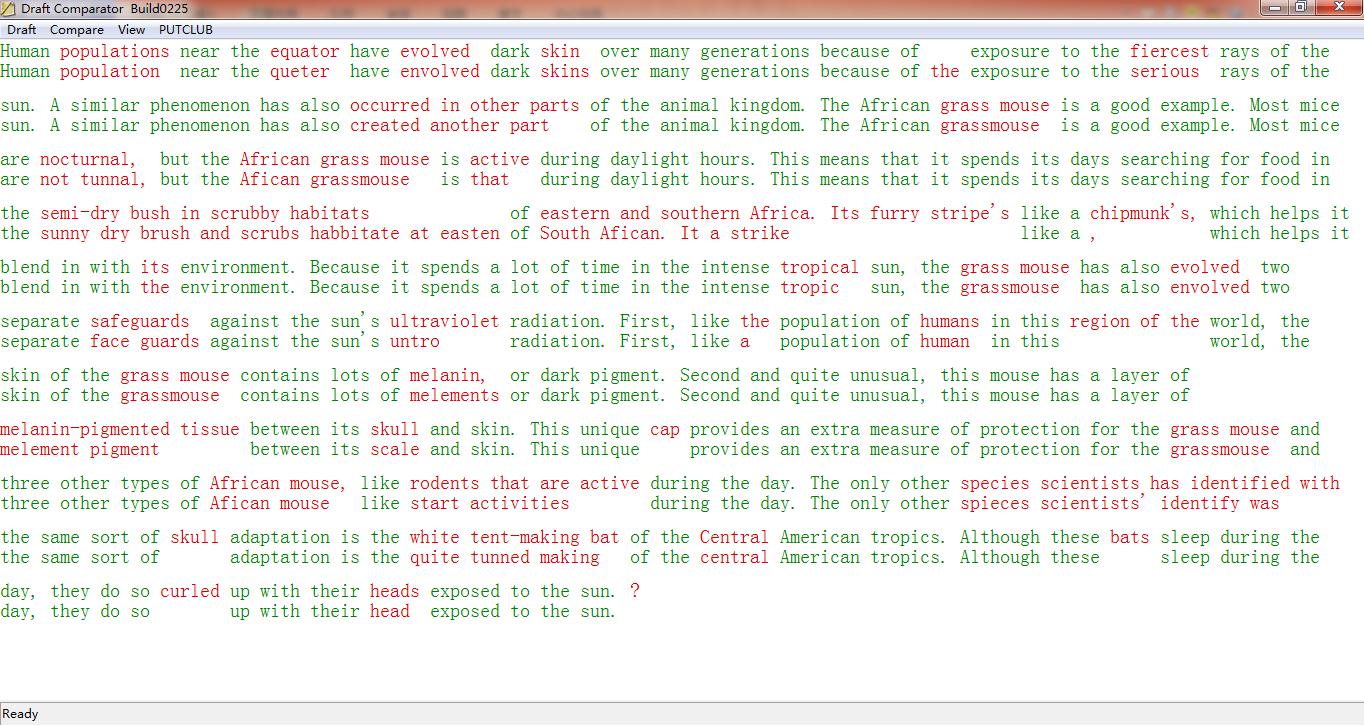 Draft Comparator Build0225
Draft Compare View PUTCLUB
Human populations near the equator have evolved dark skin over many generations because of exposure to the fiercest rays of the
Human population near the queter have envolved dark skins over many generations because of the exposure to the serious rays of the
sun. A similar phenomenon has also occurred in other parts of the animal kingdom. The African grass mouse is a good example. Most mice
sun. A similar phenomenon has also created another part of the animal kingdom. The African grassmouse is a good example. Most mice
are nocturnal, but the African grass mouse is active during daylight hours. This means that it spends its days searching for food in
are not tunnal, but the Afican grassmouse is that during daylight hours. This means that it spends its days searching for food in
the semi-dry bush in scrubby habitats of eastern and southern Africa. Its furry stripe's like a chipmunk's, which helps it
the sunny dry brush and scrubs habbitate at easten of South Afican. It a strike like a , which helps it
blend in with its environment. Because it spends a lot of time in the intense tropical sun, the grass mouse has also evolved two
blend in with the environment. Because it spends a lot of time in the intense tropic sun, the grassmouse has also envolved two
separate safeguards against the sun's ultraviolet radiation. First, like the population of humans in this region of the world, the
separate face guards against the sun's untro radiation. First, like a population of human in this world, the
skin of the grass mouse contains lots of melanin, or dark pigment. Second and quite unusual, this mouse has a layer of
skin of the grassmouse contains lots of melements or dark pigment. Second and quite unusual, this mouse has a layer of
melanin-pigmented tissue between its skull and skin. This unique cap provides an extra measure of protection for the grass mouse and
melement pigment between its scale and skin. This unique provides an extra measure of protection for the grassmouse and
three other types of African mouse, like rodents that are active during the day. The only other species scientists has identified with
three other types of Afican mouse like start activities during the day. The only other spieces scientists' identify was
the same sort of skull adaptation is the white tent-making bat of the Central American tropics. Although these bats sleep during the
the same sort of adaptation is the quite tunned making of the central American tropics. Although these sleep during the
day, they do so curled up with their heads exposed to the sun. ?
day, they do so up with their head exposed to the sun.
Ready